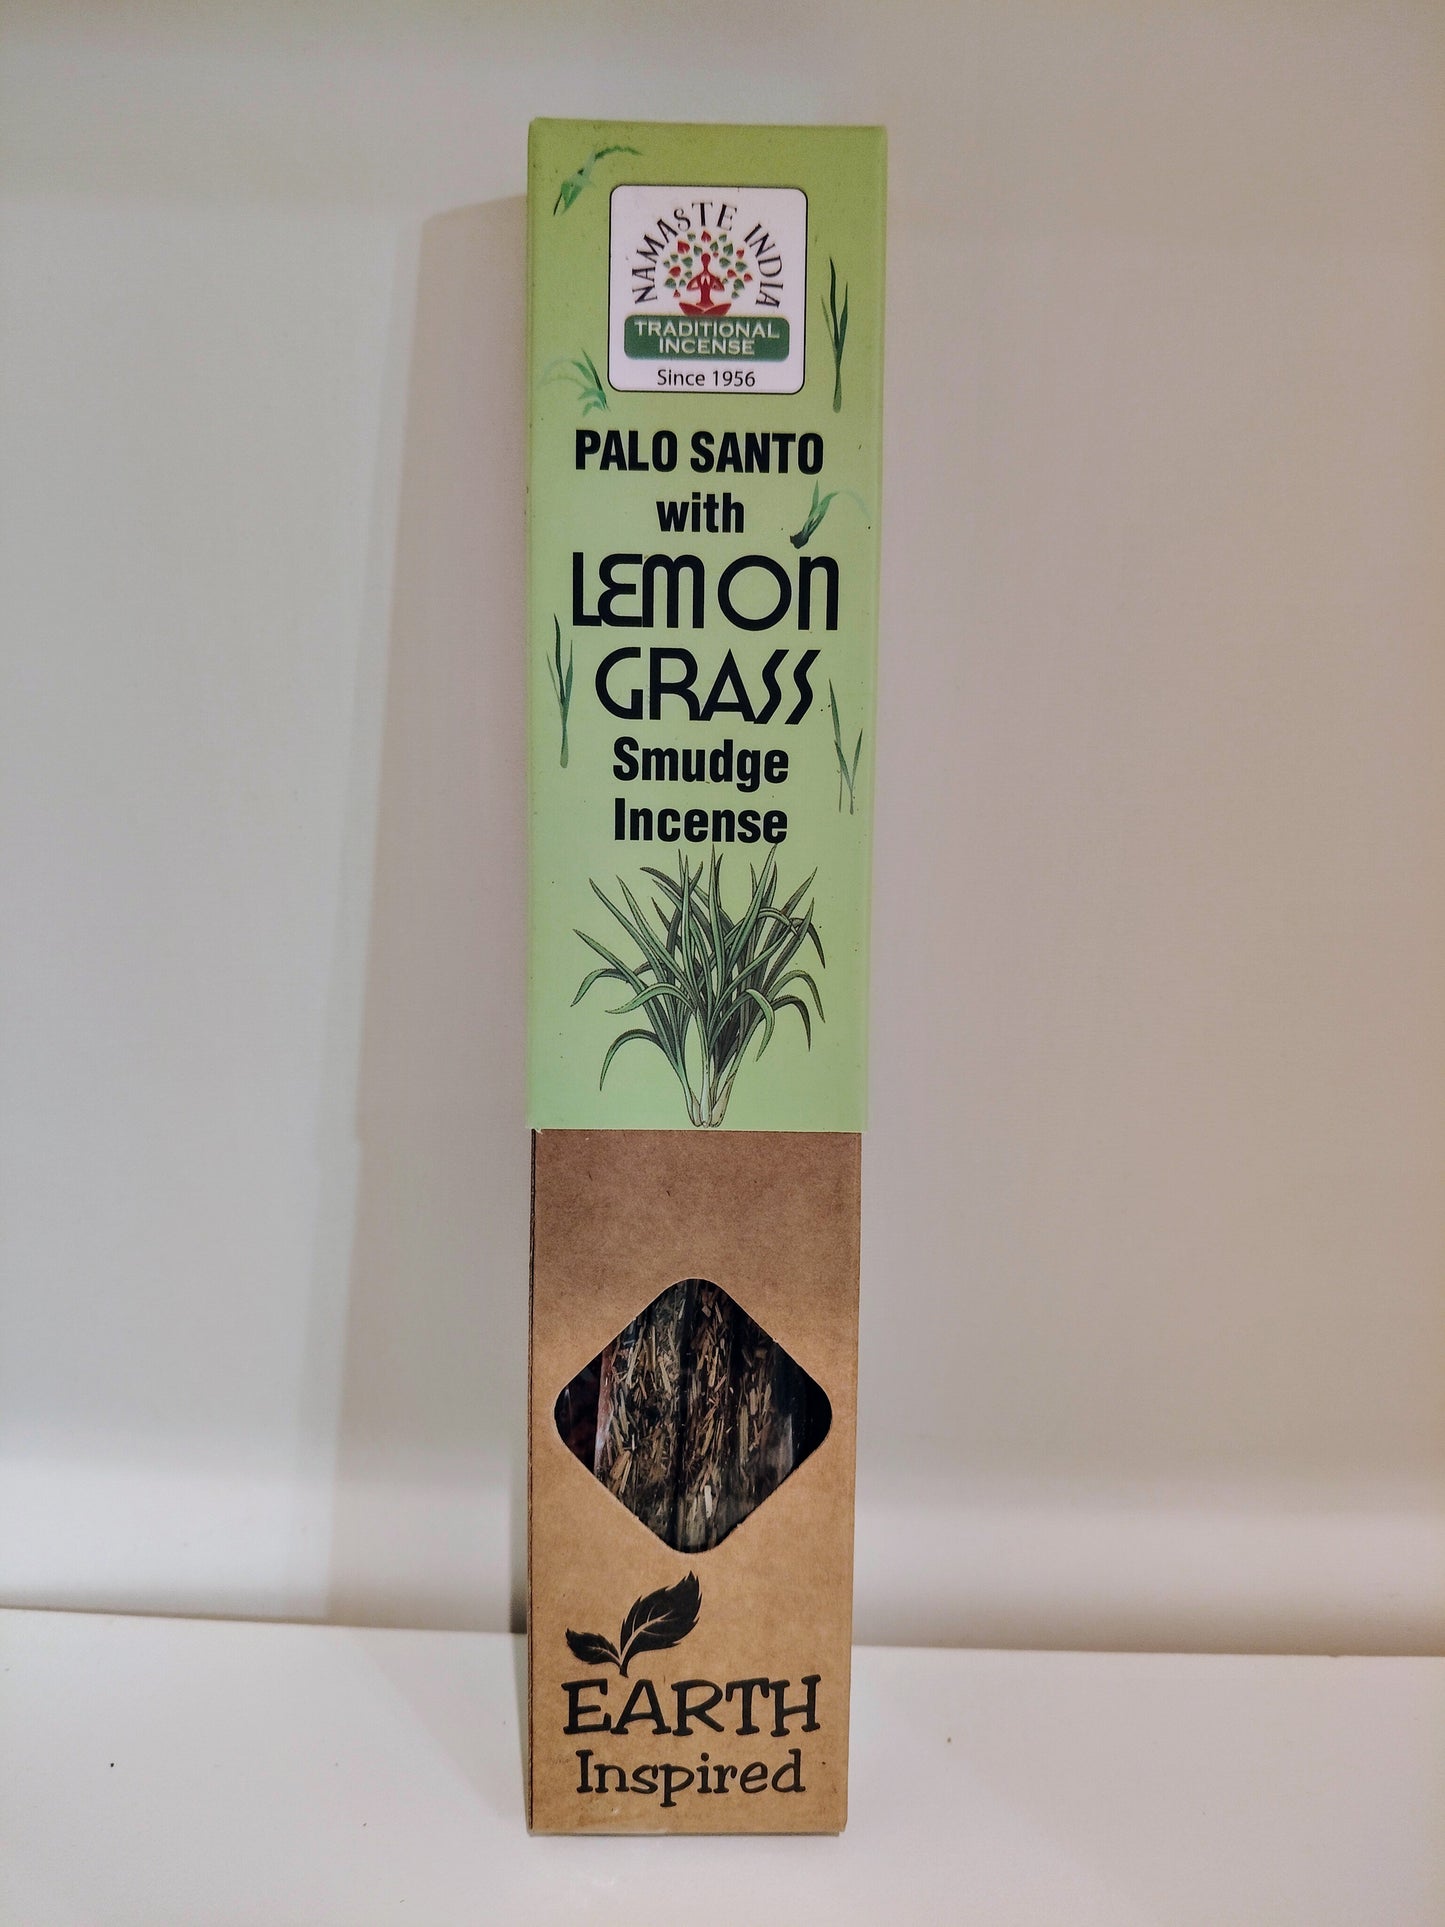 NAMASTE INDIA
TRADITIONAL
INCENSE
Since 1956
PALO SANTO
with
LEMON
GRASS
Smudge
Incense
EARTH
Inspired